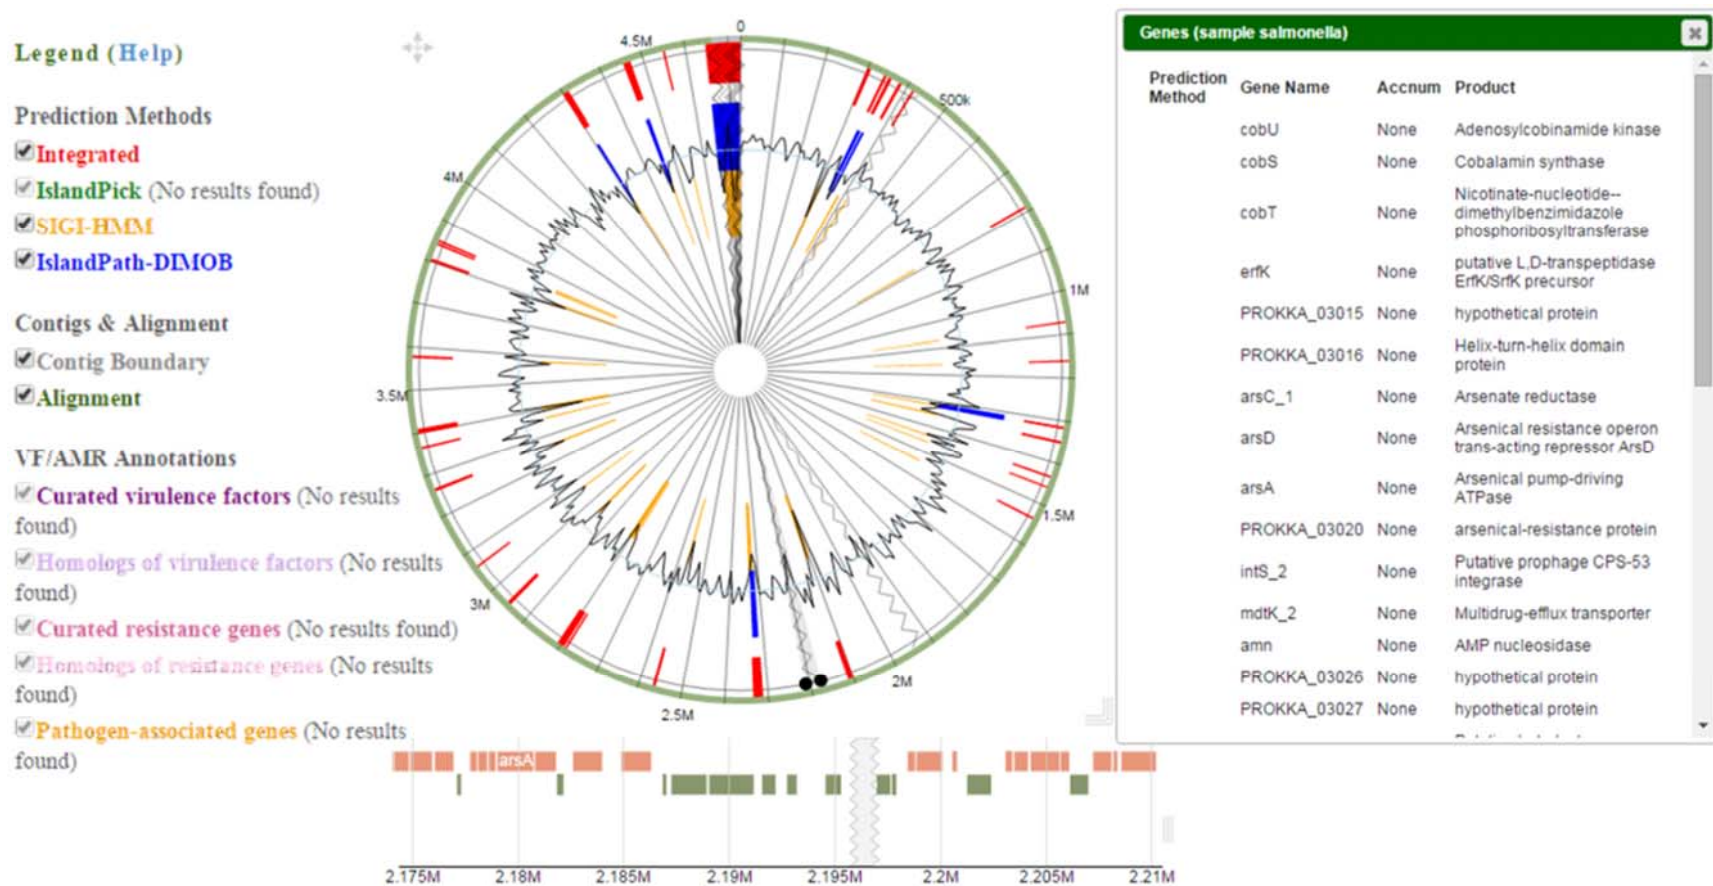 Legend (Help)
Prediction Methods
Integrated
IslandPick (No results found)
SIGI-HMM
IslandPath-DIMOB
Contigs & Alignment
Contig Boundary
Alignment
VF/AMR Annotations
Curated virulence factors (No results
found)
Homologs of virulence factors (No results
found)
Curated resistance genes (No results found)
Homologs of resistance genes (No results
found)
Pathogen-associated genes (No results
found)
0
500k
1M
1.5M
2M
2.5M
3M
3.5M
4M
4.5M
Genes (sample salmonella)
Prediction
Method
Gene Name Accnum Product
cobU None Adenosylcobinamide kinase
cobS None Cobalamin synthase
cobT None Nicotinate-nucleotide--
dimethylbenzimidazole
phosphoribosyltransferase
erfK None putative L,D-transpeptidase
ErfK/SrfK precursor
PROKKA_03015 None hypothetical protein
PROKKA_03016 None Helix-turn-helix domain
protein
arsC_1 None Arsenate reductase
arsD None Arsenical resistance operon
trans-acting repressor ArsD
arsA None Arsenical pump-driving
ATPase
PROKKA_03020 None arsenical-resistance protein
intS_2 None Putative prophage CPS-53
integrase
mdtK_2 None Multidrug-efflux transporter
amn None AMP nucleosidase
PROKKA_03026 None hypothetical protein
PROKKA_03027 None hypothetical protein
arsA
2.175M 2.18M 2.185M 2.19M 2.195M 2.2M 2.205M 2.21M